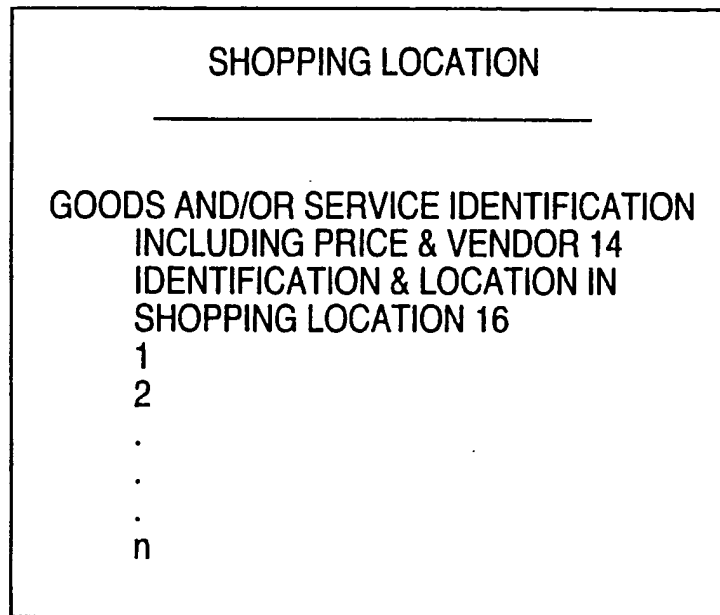 SHOPPING LOCATION
GOODS AND/OR SERVICE IDENTIFICATION
INCLUDING PRICE & VENDOR 14
IDENTIFICATION & LOCATION IN
SHOPPING LOCATION 16
1
2
.
.
.
n